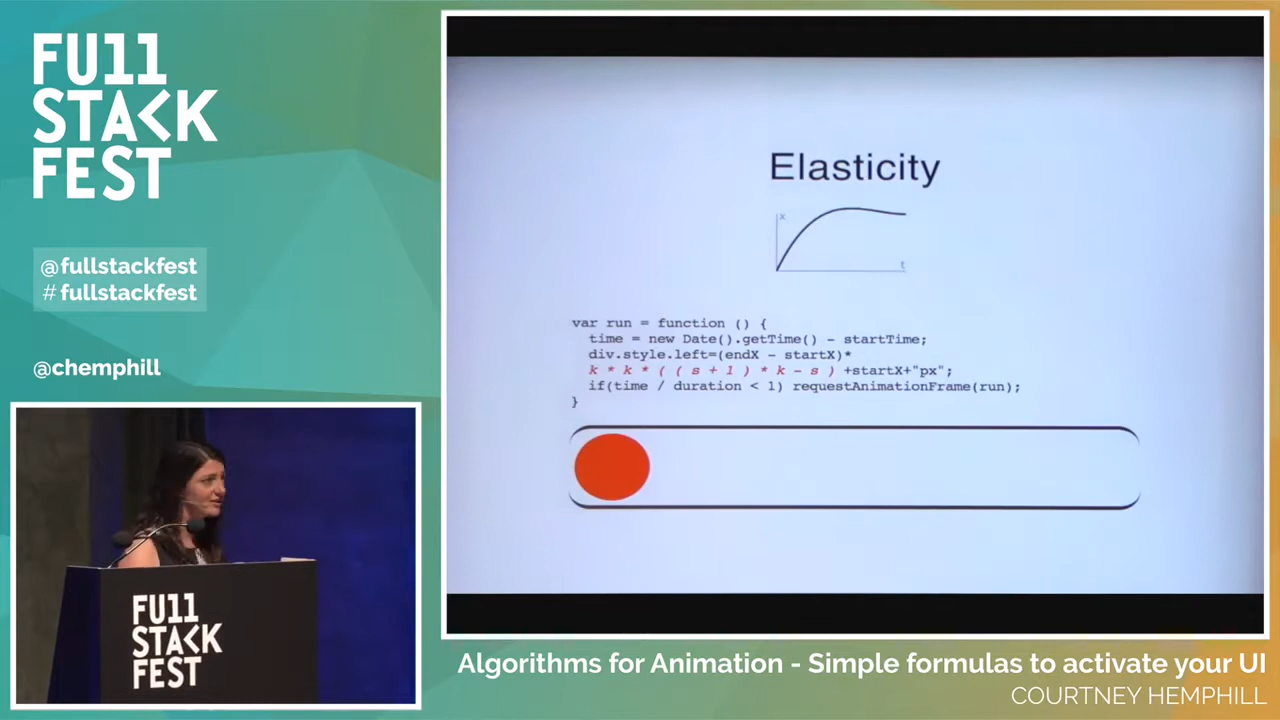 FU11
STACK
FEST
@fullstackfest
# fullstackfest
@chemphill
Elasticity
x
t
var run = function () {
time = new Date().getTime() - startTime;
div.style.left=(endX - startX)*
k * k * ( ( s + 1 ) * k - s ) +startX+"px";
if(time / duration < 1) requestAnimationFrame(run);
}
FU11
STACK
FEST
Algorithms for Animation - Simple formulas to activate your UI
COURTNEY HEMPHILL